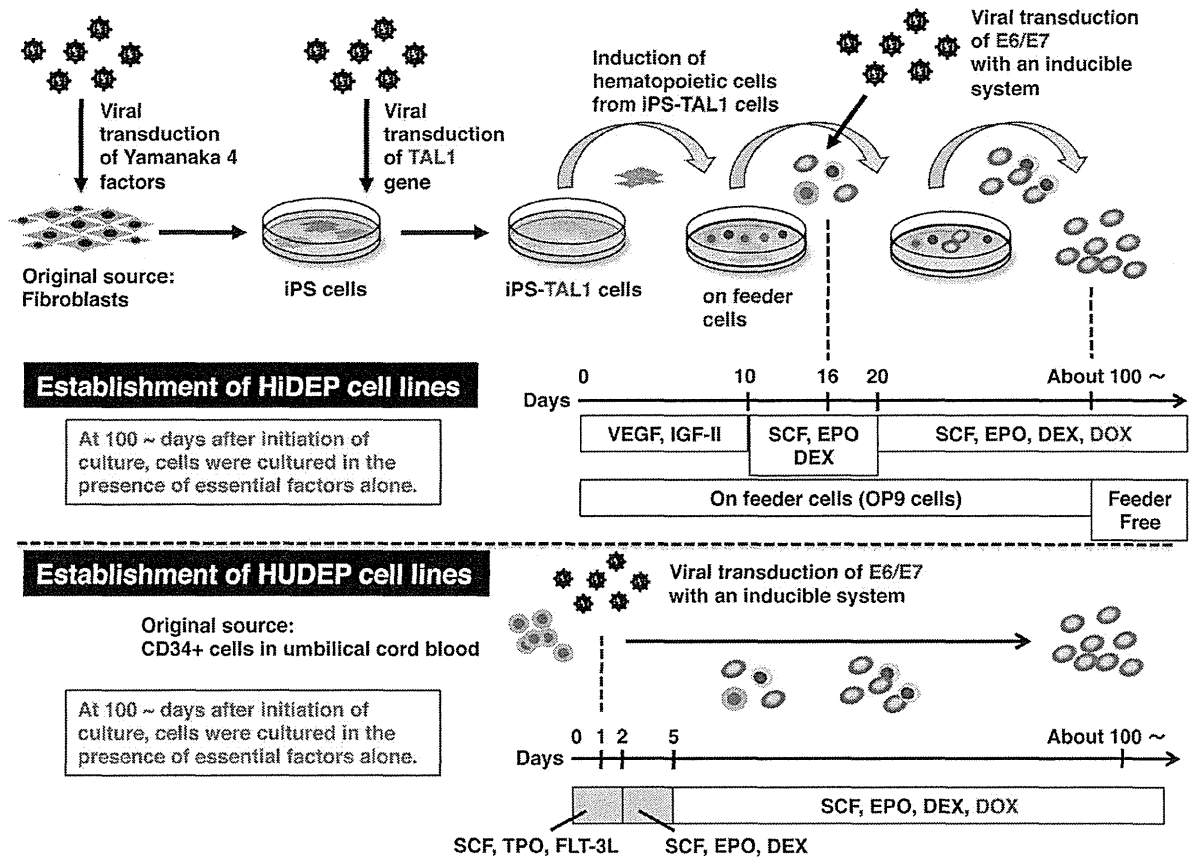 Viral
transduction
of Yamanaka 4
factors
Viral
transduction
of TAL1
gene
Induction of
hematopoietic cells
from iPS-TAL1 cells
Viral transduction
of E6/E7
with an inducible
system
Original source:
Fibroblasts
iPS cells
iPS-TAL1 cells
on feeder
cells
Establishment of HiDEP cell lines
At 100 ~ days after initiation of
culture, cells were cultured in the
presence of essential factors alone.
Days
0
10
16
20
About 100 ~
VEGF, IGF-II
SCF, EPO
DEX
SCF, EPO, DEX, DOX
On feeder cells (OP9 cells)
Feeder
Free
Establishment of HUDEP cell lines
Viral transduction of E6/E7
with an inducible system
Original source:
CD34+ cells in umbilical cord blood
At 100 ~ days after initiation of
culture, cells were cultured in the
presence of essential factors alone.
Days
0
1
2
5
About 100 ~
SCF, EPO, DEX, DOX
SCF, TPO, FLT-3L
SCF, EPO, DEX